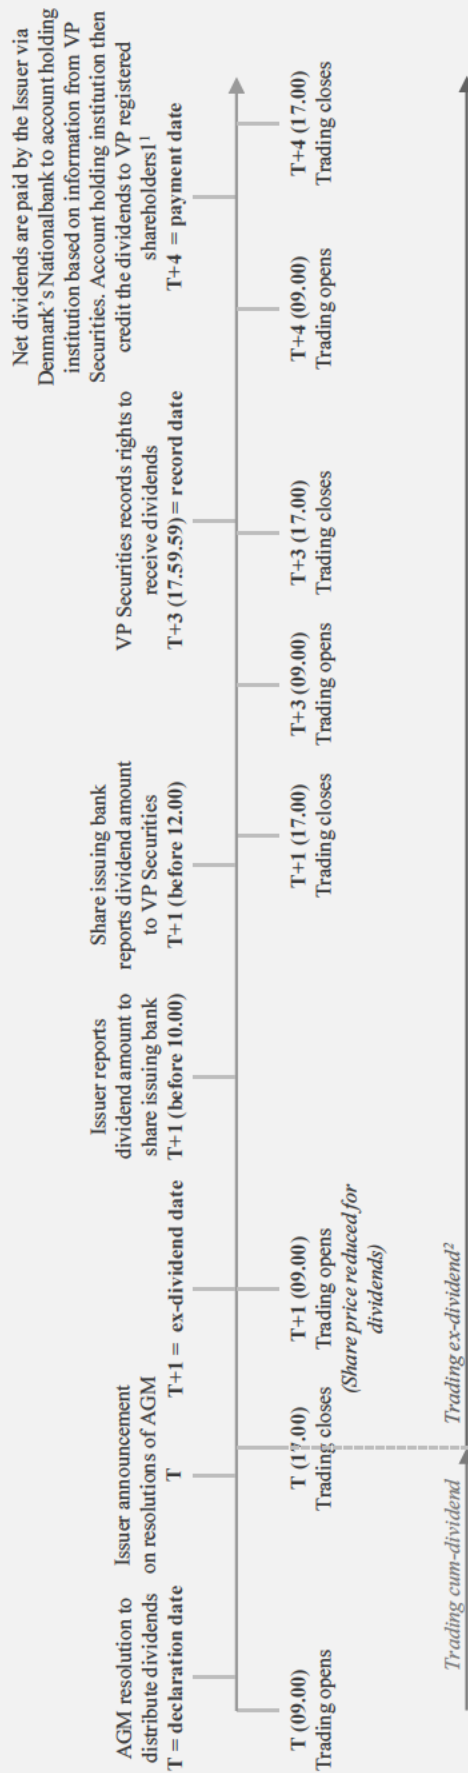 AGM resolution to
distribute dividends
T = declaration date
Issuer announcement
on resolutions of AGM
T
T+1 = ex-dividend date
Issuer reports
dividend amount to
share issuing bank
T+1 (before 10.00)
Share issuing bank
reports dividend amount
to VP Securities
T+1 (before 12.00)
VP Securities records rights to
receive dividends
T+3 (17.59.59) = record date
Net dividends are paid by the Issuer via
Denmark's Nationalbank to account holding
institution based on information from VP
Securities. Account holding institution then
credit the dividends to VP registered
shareholders1¹
T+4 = payment date
T (09.00)
Trading opens
T (17.00)
Trading closes
T+1 (09.00)
Trading opens
(Share price reduced for
dividends)
T+1 (17.00)
Trading closes
T+3 (09.00)
Trading opens
T+3 (17.00)
Trading closes
T+4 (09.00)
Trading opens
T+4 (17.00)
Trading closes
Trading cum-dividend
Trading ex-dividend²